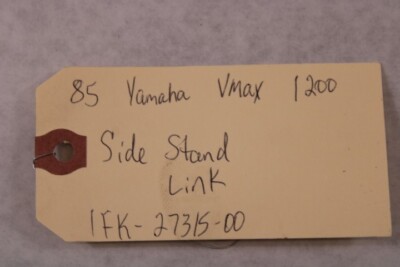 85 Yamaha VMax 1200
Side Stand
Link
1FK-27315-00